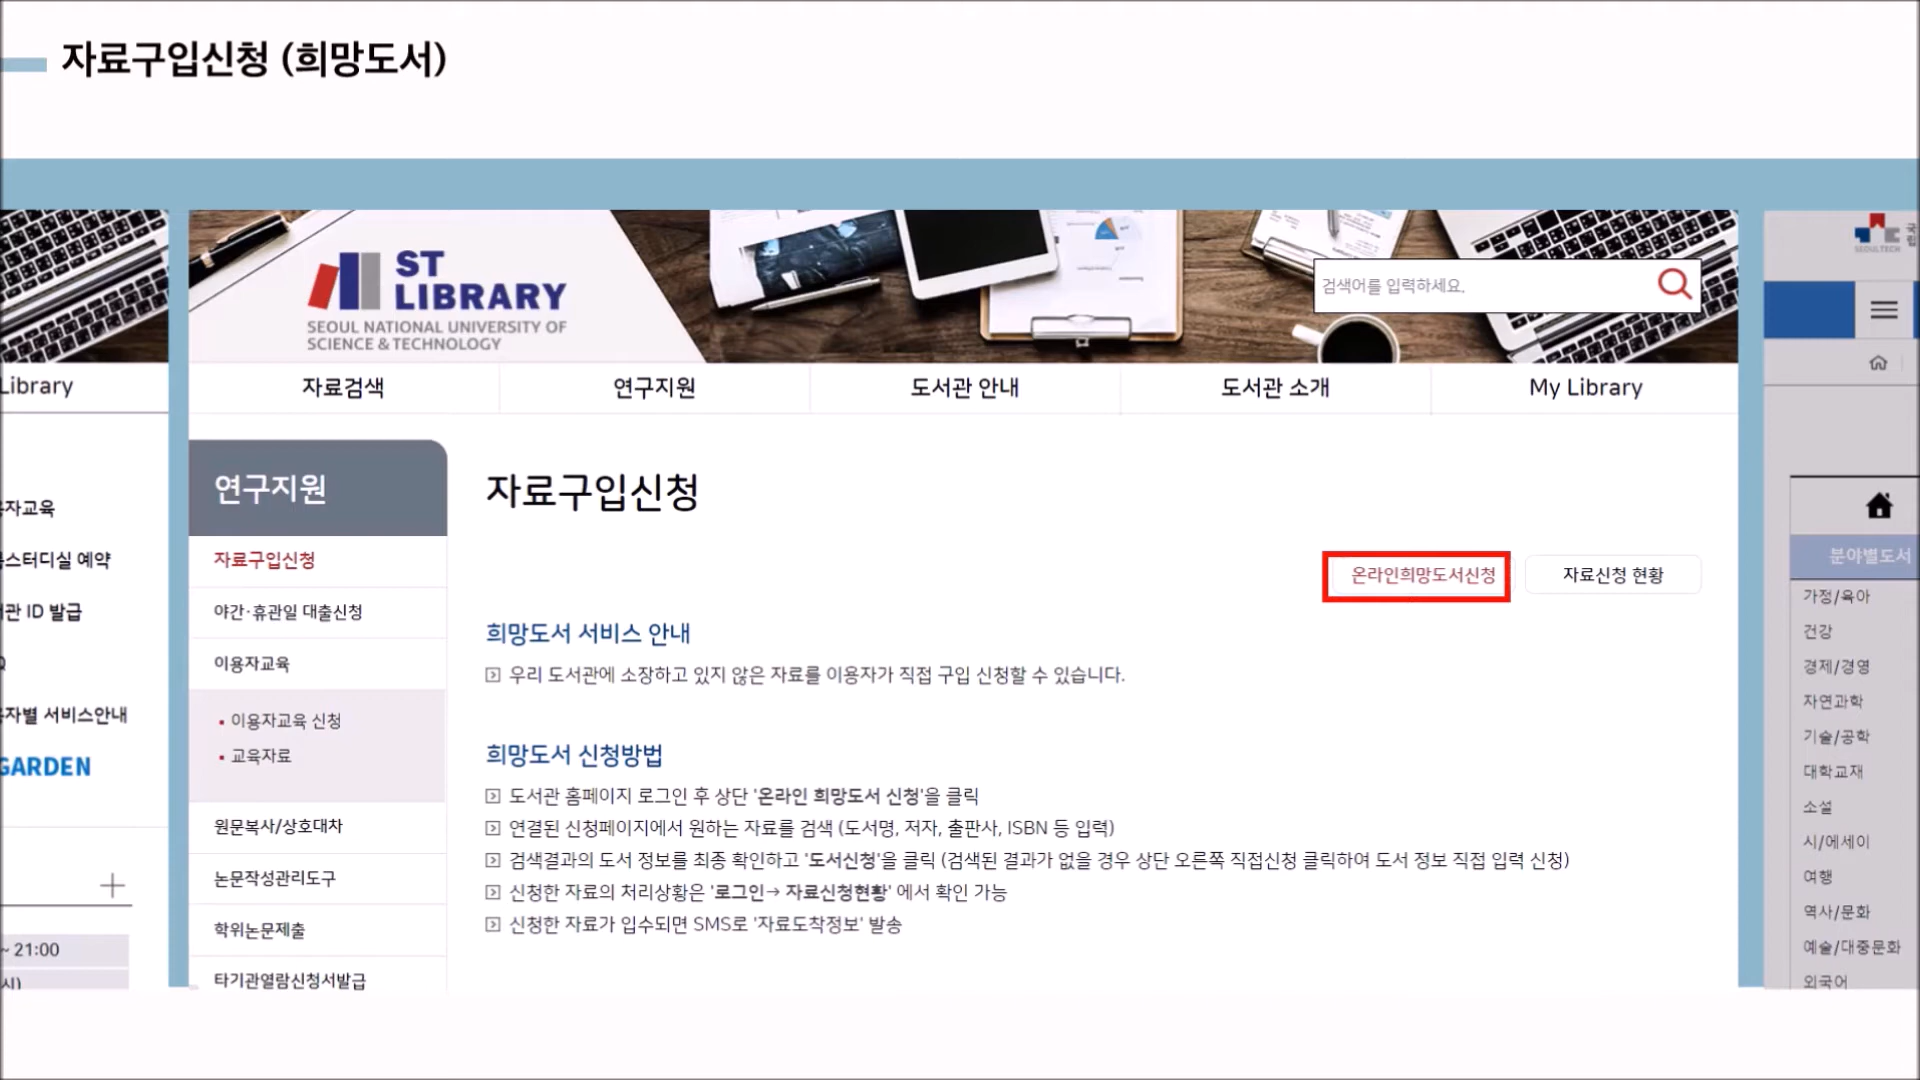 자료구입신청 (희망도서)
ST
LIBRARY
SEOUL NATIONAL UNIVERSITY OF
SCIENCE & TECHNOLOGY
검색어를 입력하세요.
SEOULTECH
Library
자료검색
연구지원
도서관 안내
도서관 소개
My Library
자교육
스터디실 예약
관 ID 발급
자별 서비스안내
GARDEN
~ 21:00
시)
연구지원
자료구입신청
야간·휴관일 대출신청
이용자교육
이용자교육 신청
교육자료
원문복사/상호대차
논문작성관리도구
학위논문제출
타기관열람신청서발급
자료구입신청
온라인희망도서신청
자료신청 현황
희망도서 서비스 안내
우리 도서관에 소장하고 있지 않은 자료를 이용자가 직접 구입 신청할 수 있습니다.
희망도서 신청방법
도서관 홈페이지 로그인 후 상단 '온라인 희망도서 신청'을 클릭
연결된 신청페이지에서 원하는 자료를 검색 (도서명, 저자, 출판사, ISBN 등 입력)
검색결과의 도서 정보를 최종 확인하고 '도서신청'을 클릭 (검색된 결과가 없을 경우 상단 오른쪽 직접신청 클릭하여 도서 정보 직접 입력 신청)
신청한 자료의 처리상황은 '로그인→ 자료신청현황' 에서 확인 가능
신청한 자료가 입수되면 SMS로 '자료도착정보' 발송
분야별도서
가정/육아
건강
경제/경영
자연과학
기술/공학
대학교재
소설
시/에세이
여행
역사/문화
예술/대중문화
외국어